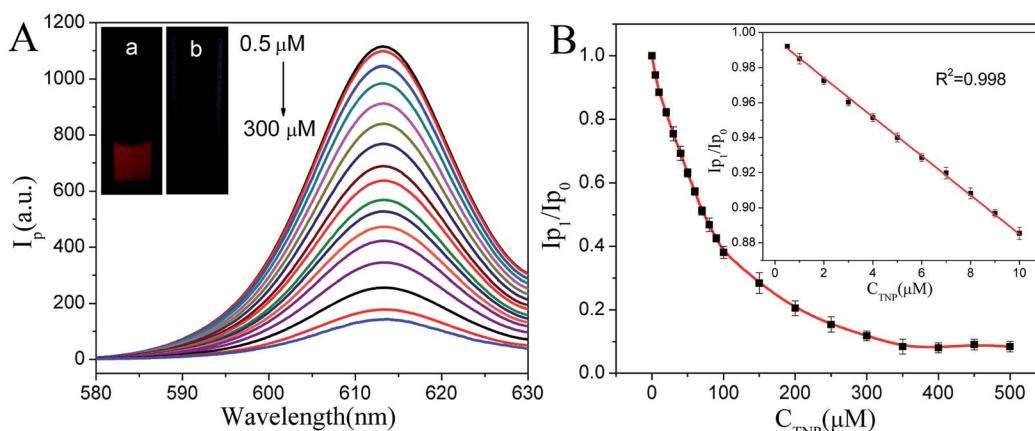 A
a
b
0.5 µM
300 µM
1200
1000
800
600
400
200
0
I_p(a.u.)
580
590
600
610
620
630
Wavelength(nm)
B
1.0
0.8
0.6
0.4
0.2
0.0
Ip₁/Ip₀
0
100
200
300
400
500
C_TNP(µM)
R²=0.998
1.00
0.98
0.96
0.94
0.92
0.90
0.88
Ip₁/Ip₀
0
2
4
6
8
10
C_TNP(µM)